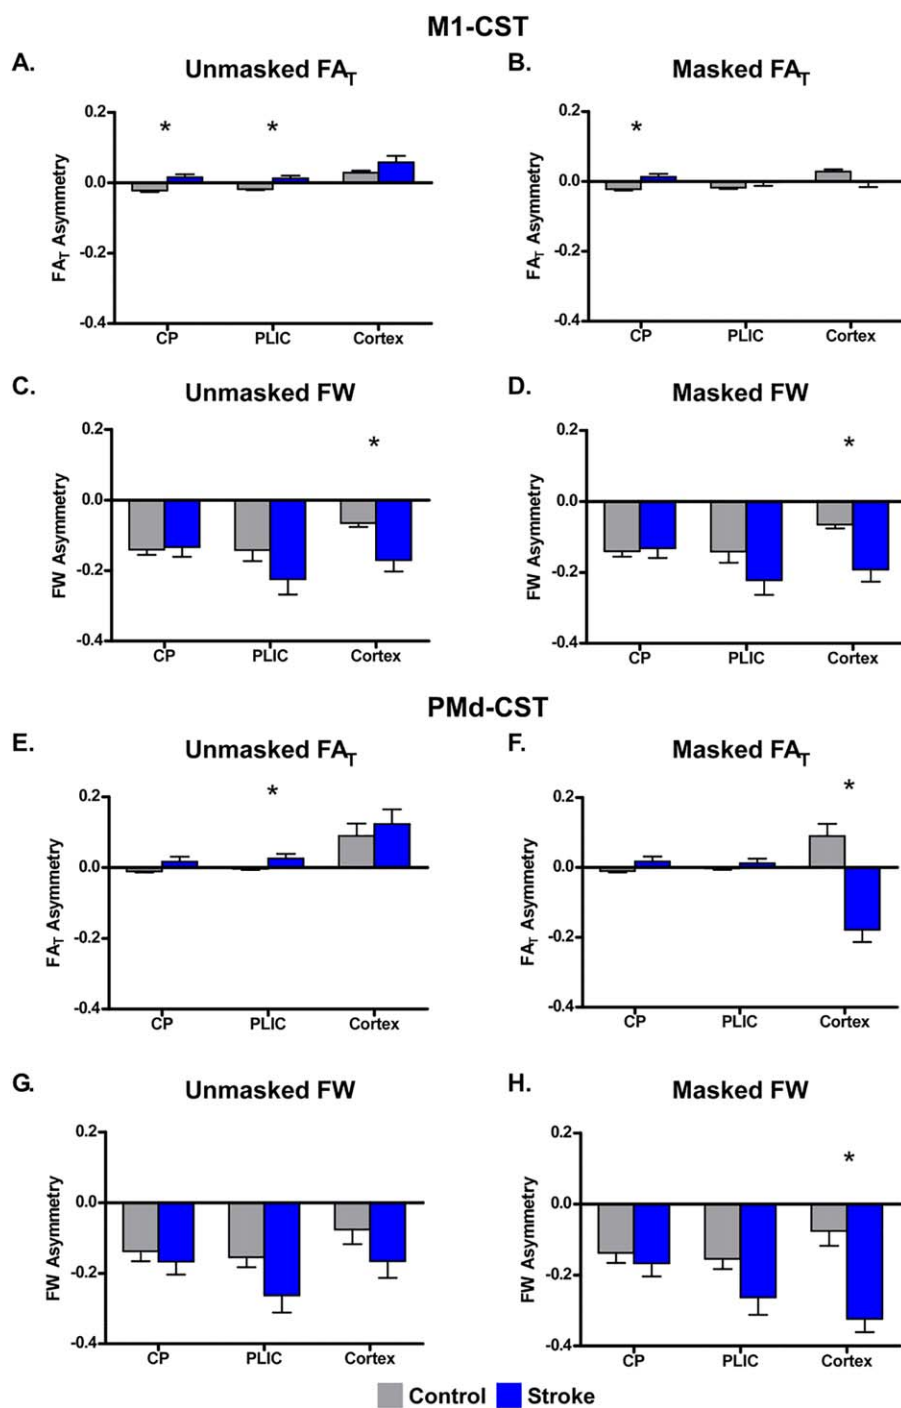 M1-CST
A. Unmasked FAT
B. Masked FAT
*
*
*
0.2
0.0
-0.2
-0.4
FAT Asymmetry
CP PLIC Cortex
0.2
0.0
-0.2
-0.4
FAT Asymmetry
CP PLIC Cortex
C. Unmasked FW
D. Masked FW
*
*
0.2
0.0
-0.2
-0.4
FW Asymmetry
CP PLIC Cortex
0.2
0.0
-0.2
-0.4
FW Asymmetry
CP PLIC Cortex
PMd-CST
E. Unmasked FAT
F. Masked FAT
*
*
0.2
0.0
-0.2
-0.4
FAT Asymmetry
CP PLIC Cortex
0.2
0.0
-0.2
-0.4
FAT Asymmetry
CP PLIC Cortex
G. Unmasked FW
H. Masked FW
*
0.2
0.0
-0.2
-0.4
FW Asymmetry
CP PLIC Cortex
0.2
0.0
-0.2
-0.4
FW Asymmetry
CP PLIC Cortex
Control Stroke